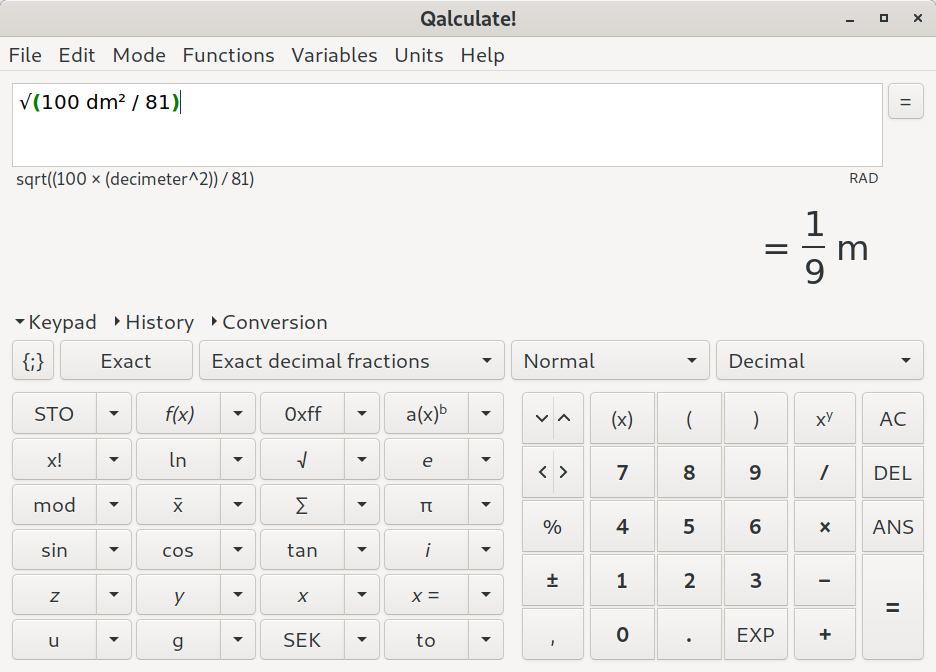 Qalculate!
File Edit Mode Functions Variables Units Help
√(100 dm² / 81)
=
sqrt((100 × (decimeter^2)) / 81)
RAD
= 1/9 m
Keypad History Conversion
{;} Exact Exact decimal fractions Normal Decimal
STO f(x) 0xff a(x)ᵇ (x) ( ) xʸ AC
x! ln √ e < > 7 8 9 / DEL
mod x̄ Σ π % 4 5 6 × ANS
sin cos tan i ± 1 2 3 −
z y x x = , 0 . EXP + =
u g SEK to